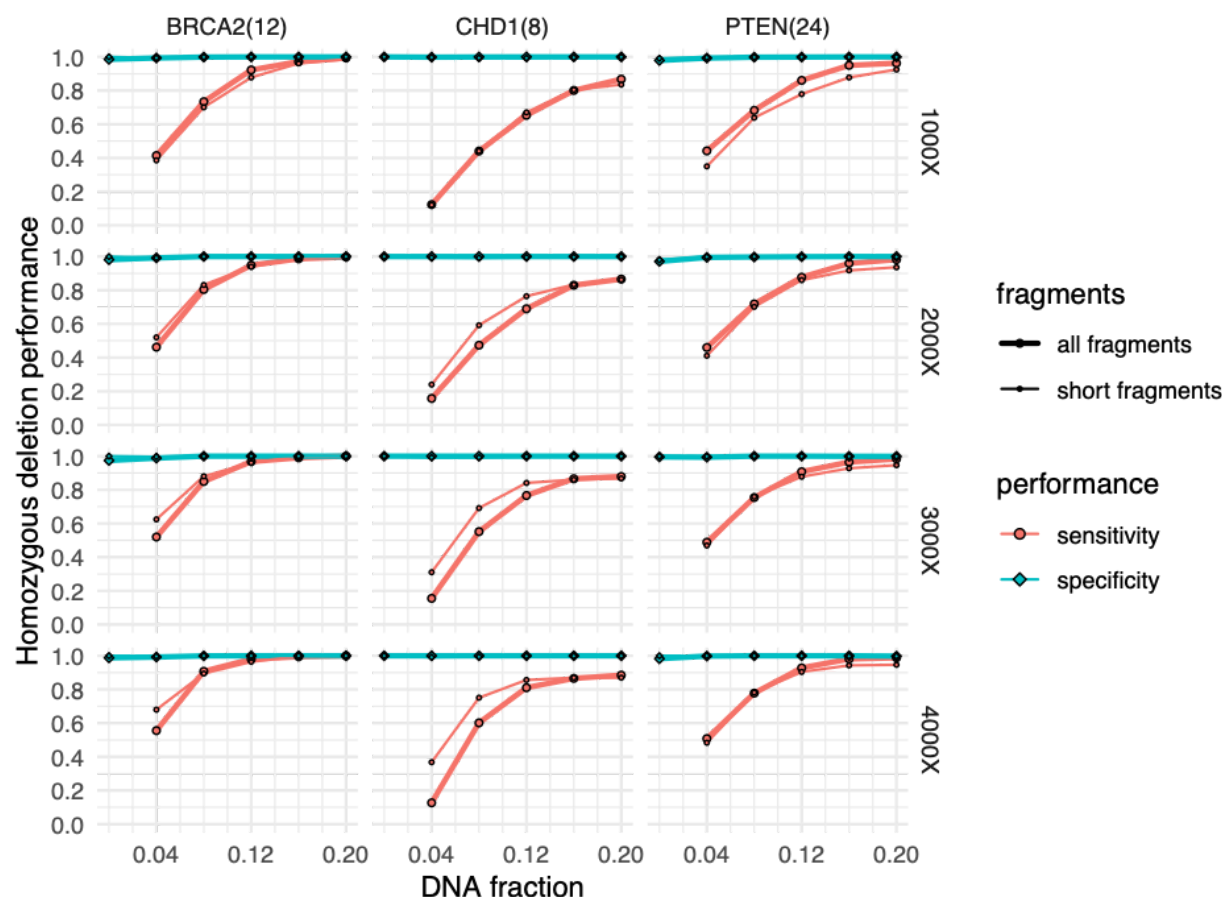 BRCA2(12) CHD1(8) PTEN(24)
Homozygous deletion performance
1.0
0.8
0.6
0.4
0.2
0.0
1000X
1.0
0.8
0.6
0.4
0.2
0.0
2000X
1.0
0.8
0.6
0.4
0.2
0.0
3000X
1.0
0.8
0.6
0.4
0.2
0.0
4000X
0.04 0.12 0.20 0.04 0.12 0.20 0.04 0.12 0.20
DNA fraction
fragments
all fragments
short fragments
performance
sensitivity
specificity